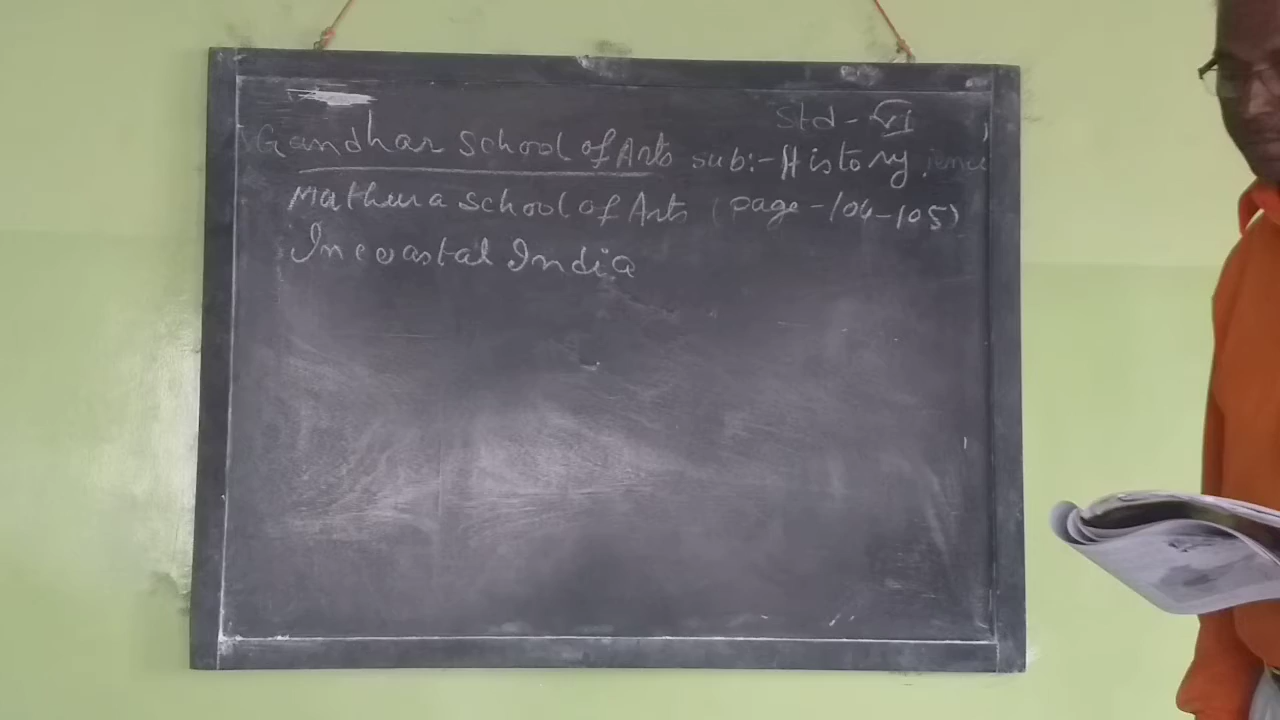 Std - VI
Gandhar School of Arts sub:- History
Mathura School of Arts (page - 104-105)
In coastal India